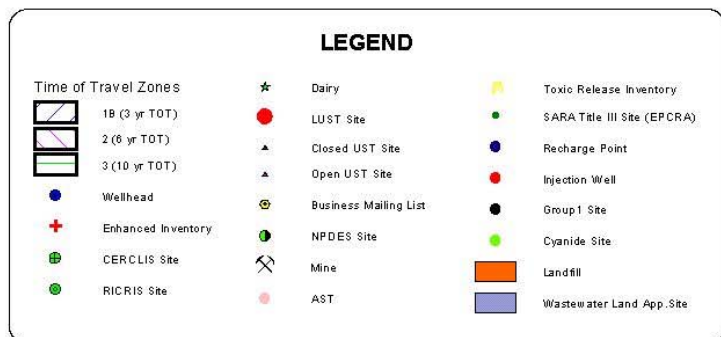 LEGEND
Time of Travel Zones
1B (3 yr TOT)
2 (6 yr TOT)
3 (10 yr TOT)
Wellhead
Enhanced Inventory
CERCLIS Site
RICRIS Site
Dairy
LUST Site
Closed UST Site
Open UST Site
Business Mailing List
NPDES Site
Mine
AST
Toxic Release Inventory
SARA Title III Site (EPCRA)
Recharge Point
Injection Well
Group1 Site
Cyanide Site
Landfill
Wastewater Land App.Site